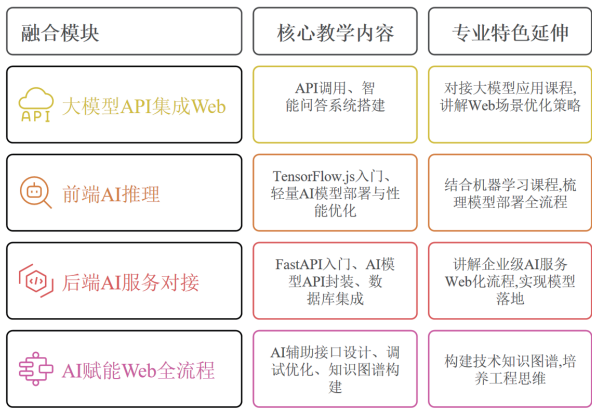 融合模块
核心教学内容
专业特色延伸
API
大模型API集成Web
API调用、智
能问答系统搭建
对接大模型应用课程,
讲解Web场景优化策略
前端AI推理
TensorFlow.js入门、
轻量AI模型部署与性
能优化
结合机器学习课程,梳
理模型部署全流程
后端AI服务对接
FastAPI入门、AI模
型API封装、数
据库集成
讲解企业级AI服务
Web化流程,实现模型
落地
AI赋能Web全流程
AI辅助接口设计、调
试优化、知识图谱构
建
构建技术知识图谱,培
养工程思维